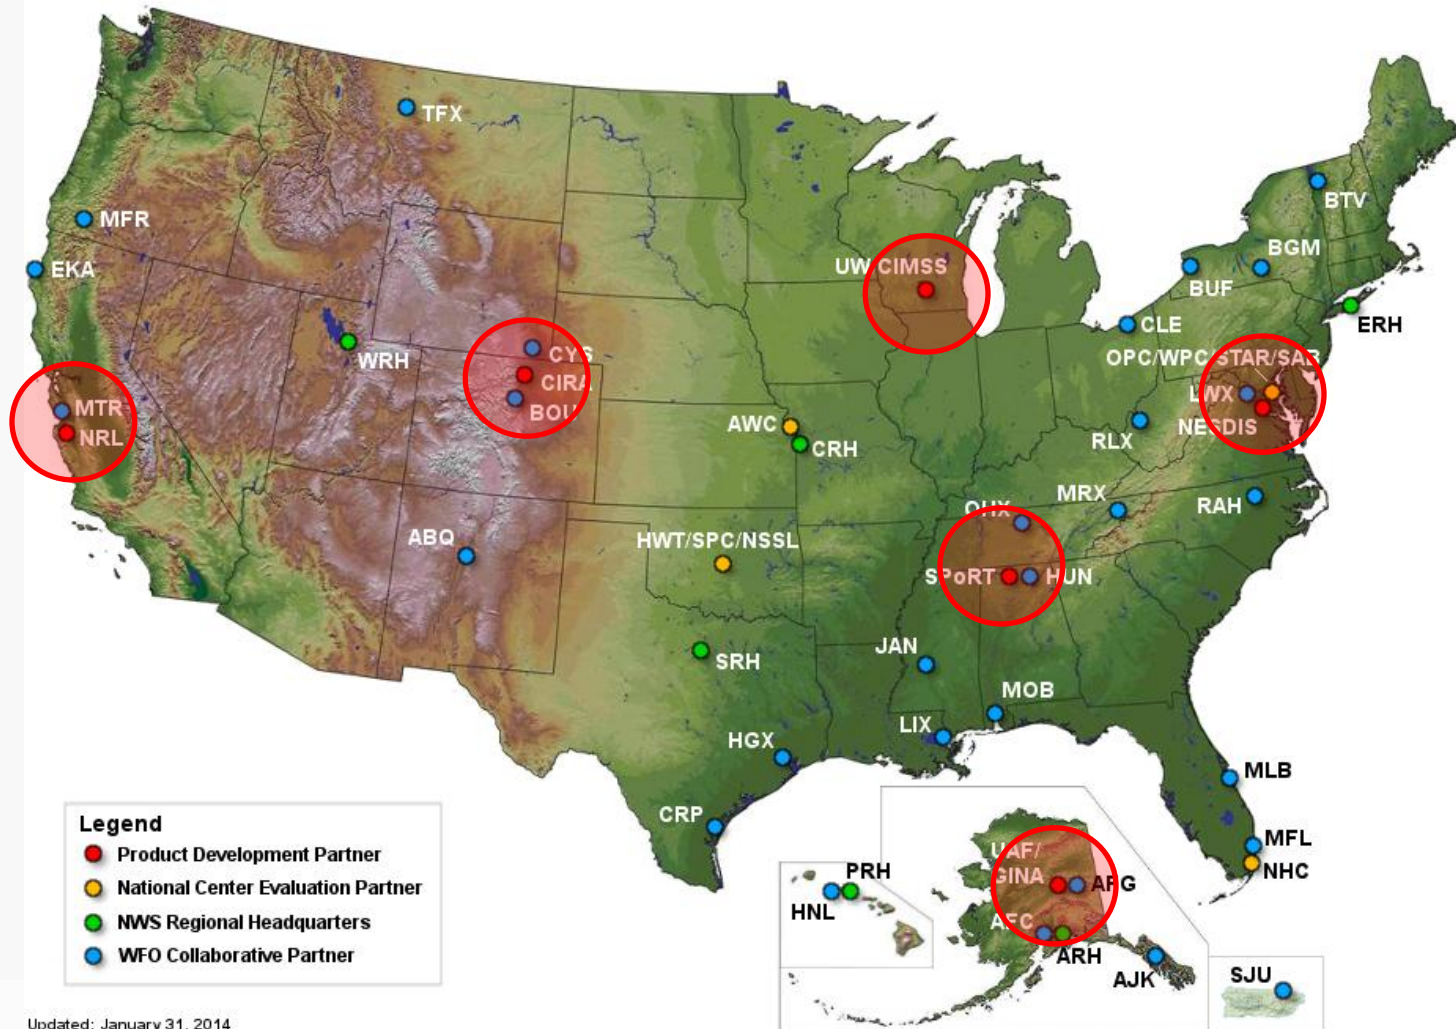 TFX
BTV
MFR
BGM
EKA
UW/CIMSS
BUF
ERH
CLE
WRH
CYS
OPC/WPC/STAR/SAB
CIRA
LWX
MTR
BOU
AWC
NESDIS
NRL
CRH
RLX
MRX
RAH
OHX
ABQ
HWT/SPC/NSSL
SPoRT
HUN
JAN
SRH
MOB
LIX
HGX
MLB
CRP
MFL
NHC
Legend
Product Development Partner
National Center Evaluation Partner
NWS Regional Headquarters
WFO Collaborative Partner
UAF/
GINA
AFG
PRH
HNL
AFC
ARH
AJK
SJU
Updated: January 31, 2014